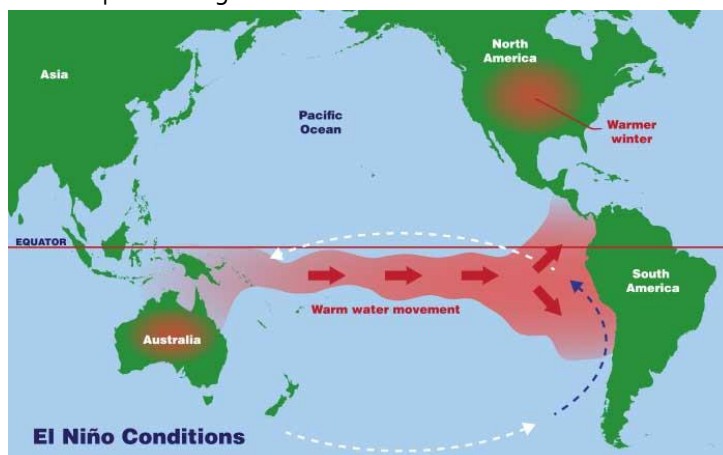 North
America
Asia
Pacific
Ocean
Warmer
winter
EQUATOR
South
America
Warm water movement
Australia
El Niño Conditions